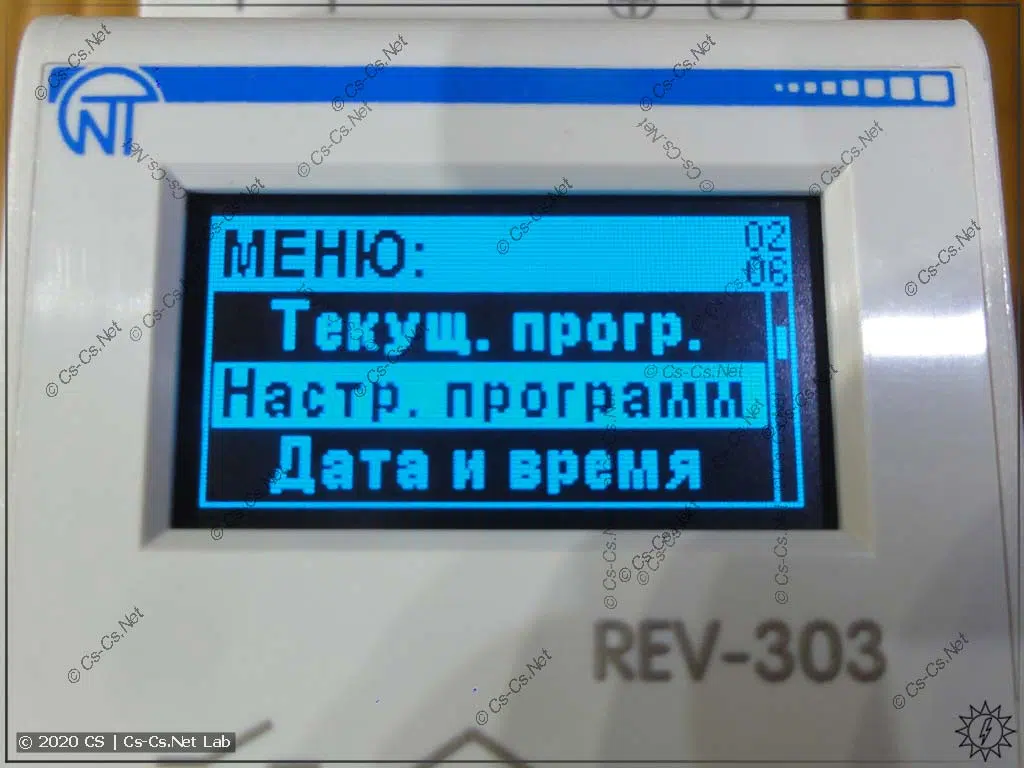 NT
МЕНЮ:
02
06
Текущ. прогр.
Настр. программ
Дата и время
REV-303
© Cs-Cs.Net
© 2020 CS | Cs-Cs.Net Lab